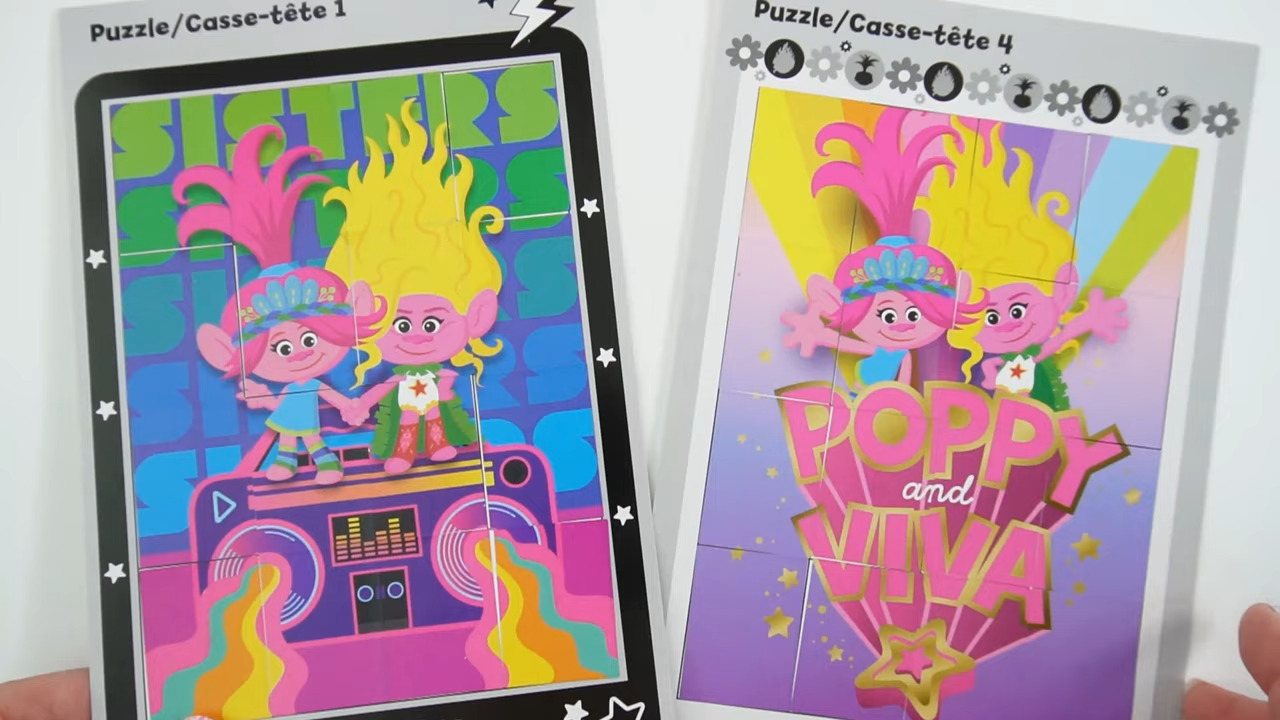 Puzzle/Casse-tête 1
SISTERS
Puzzle/Casse-tête 4
POPPY
and
VIVA